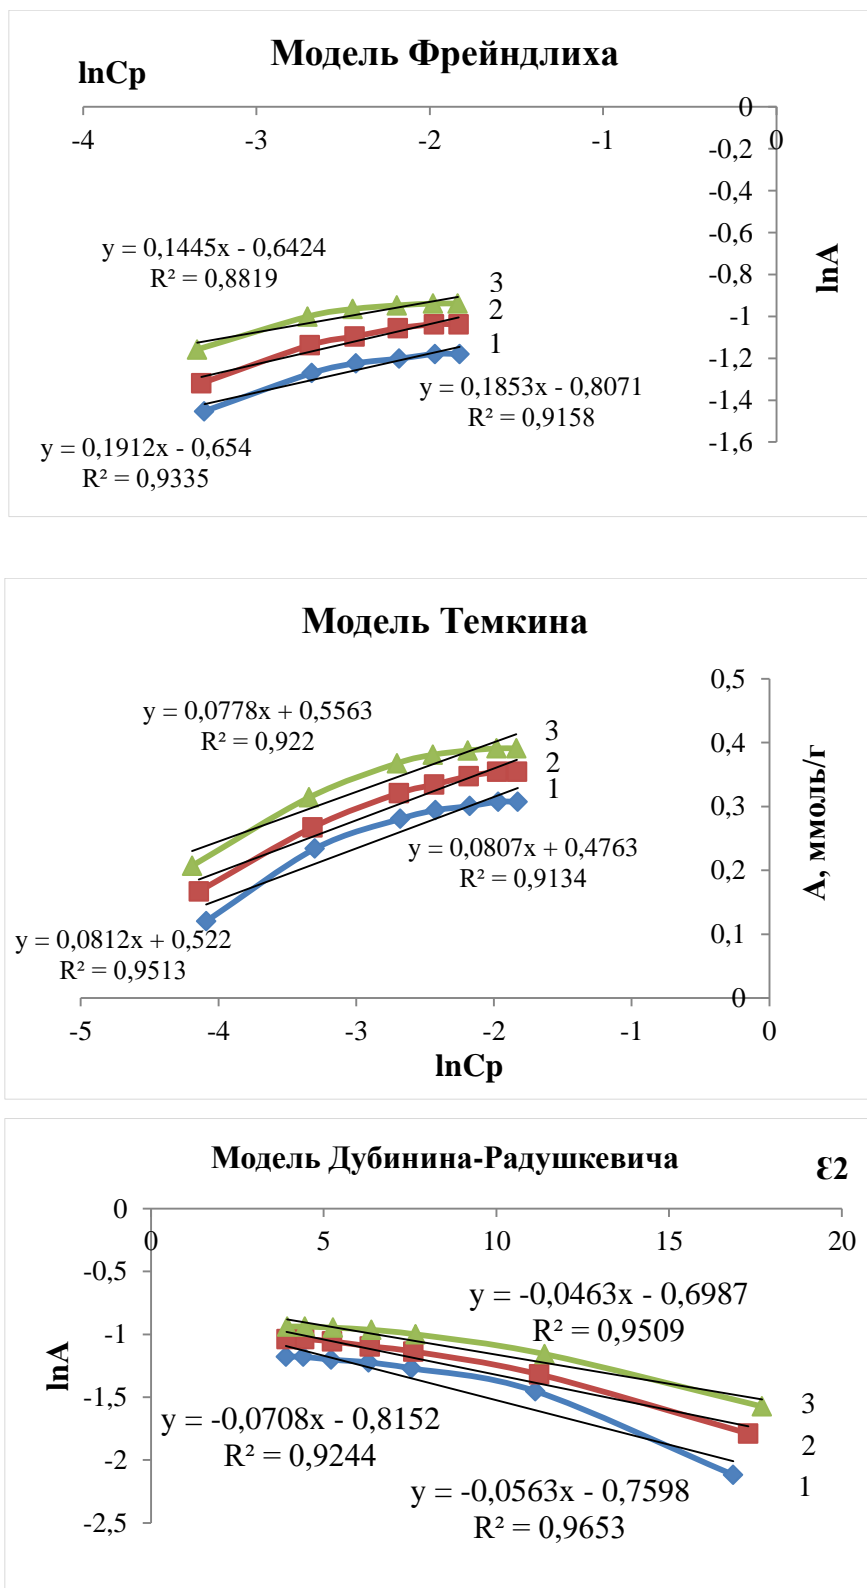 Модель Фрейндлиха
lnCp
-4
-3
-2
-1
0
0
-0,2
-0,4
-0,6
-0,8
-1
-1,2
-1,4
-1,6
lnA
y = 0,1445x - 0,6424
R² = 0,8819
3
2
1
y = 0,1853x - 0,8071
R² = 0,9158
y = 0,1912x - 0,654
R² = 0,9335
Модель Темкина
0,5
0,4
0,3
0,2
0,1
0
А, ммоль/г
y = 0,0778x + 0,5563
R² = 0,922
3
2
1
y = 0,0807x + 0,4763
R² = 0,9134
y = 0,0812x + 0,522
R² = 0,9513
-5
-4
-3
-2
-1
0
lnCp
Модель Дубинина-Радушкевича
Ɛ2
0
-0,5
-1
-1,5
-2
-2,5
0
5
10
15
20
lnA
y = -0,0463x - 0,6987
R² = 0,9509
y = -0,0708x - 0,8152
R² = 0,9244
3
2
1
y = -0,0563x - 0,7598
R² = 0,9653